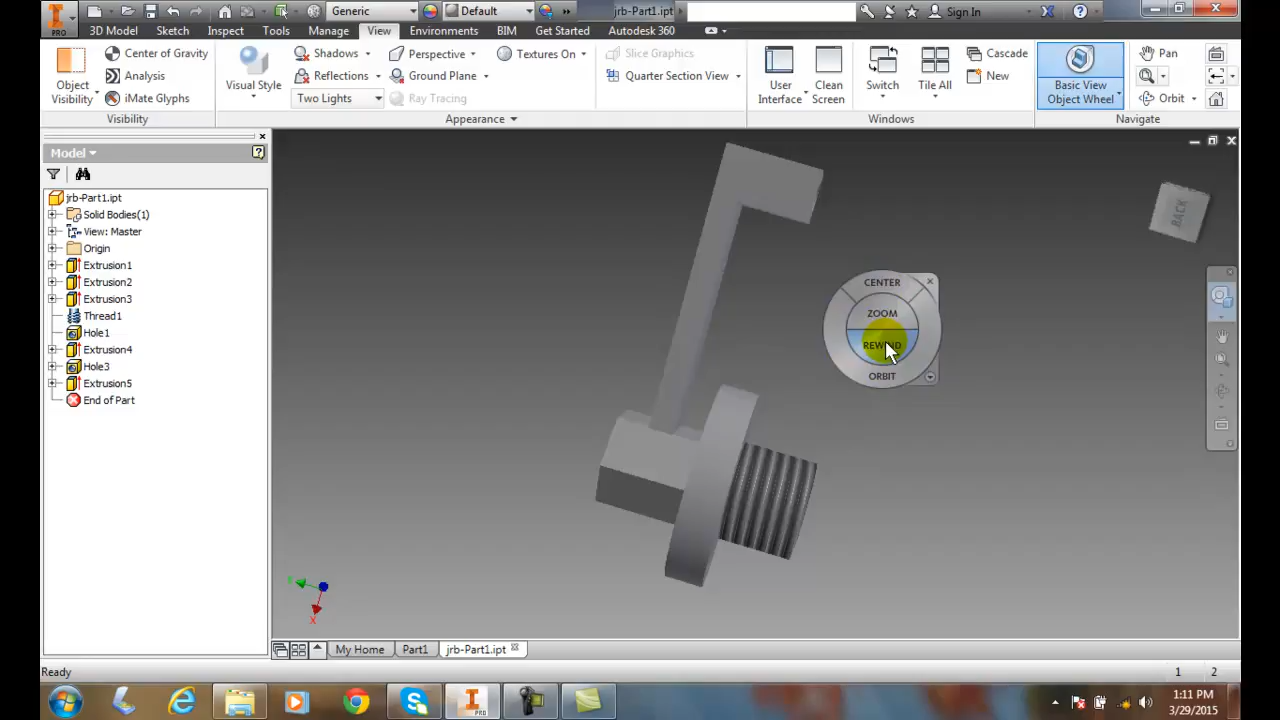 PRO
Generic
Default
jrb-Part1.ipt
Sign In
3D Model
Sketch
Inspect
Tools
Manage
View
Environments
BIM
Get Started
Autodesk 360
Object Visibility
Center of Gravity
Analysis
iMate Glyphs
Visibility
Visual Style
Shadows
Reflections
Two Lights
Perspective
Ground Plane
Ray Tracing
Textures On
Appearance
Slice Graphics
Quarter Section View
User Interface
Clean Screen
Switch
Tile All
Cascade
New
Windows
Basic View Object Wheel
Pan
Orbit
Navigate
Model
jrb-Part1.ipt
Solid Bodies(1)
View: Master
Origin
Extrusion1
Extrusion2
Extrusion3
Thread1
Hole1
Extrusion4
Hole3
Extrusion5
End of Part
BACK
CENTER
ZOOM
REWIND
ORBIT
X
My Home
Part1
jrb-Part1.ipt
Ready
1
2
PRO
1:11 PM
3/29/2015